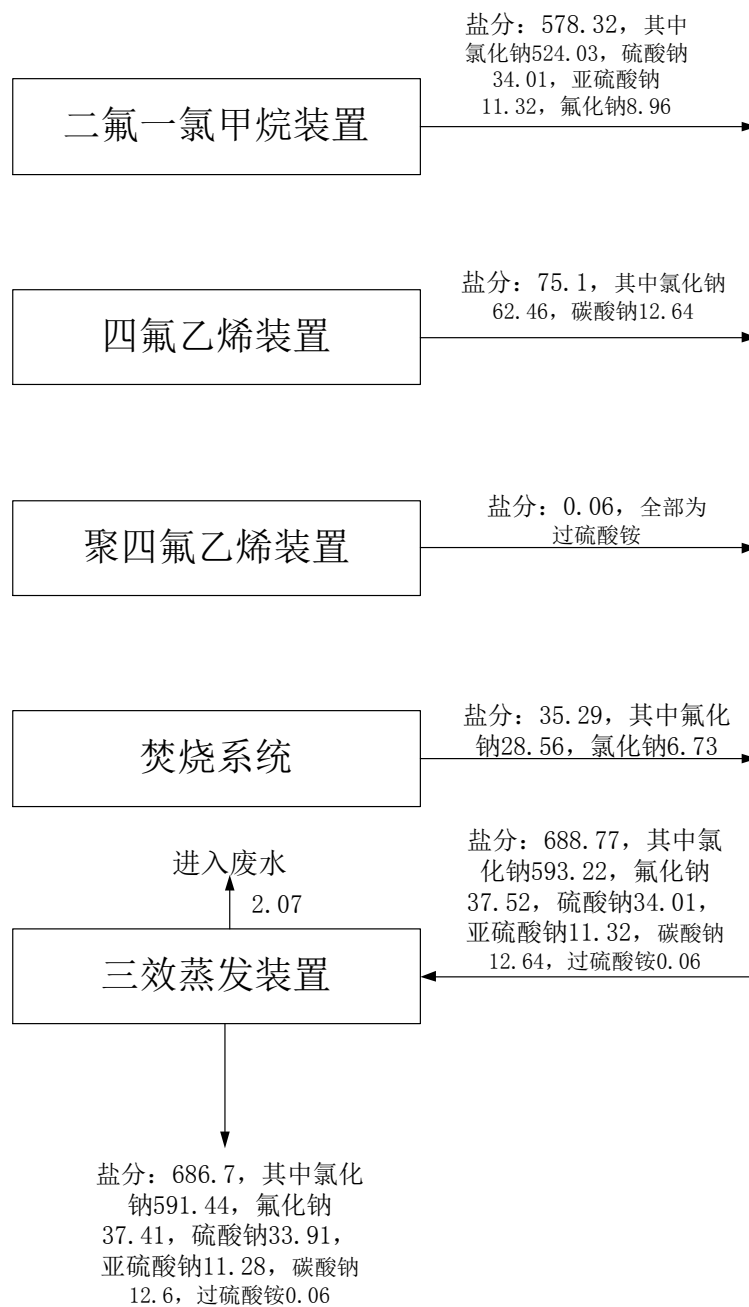 盐分：578.32，其中
氯化钠524.03，硫酸钠
34.01，亚硫酸钠
11.32，氟化钠8.96
二氟一氯甲烷装置
盐分：75.1，其中氯化钠
62.46，碳酸钠12.64
四氟乙烯装置
盐分：0.06，全部为
过硫酸铵
聚四氟乙烯装置
盐分：35.29，其中氟化
钠28.56，氯化钠6.73
焚烧系统
盐分：688.77，其中氯
化钠593.22，氟化钠
37.52，硫酸钠34.01，
亚硫酸钠11.32，碳酸钠
12.64，过硫酸铵0.06
进入废水
2.07
三效蒸发装置
盐分：686.7，其中氯化
钠591.44，氟化钠
37.41，硫酸钠33.91，
亚硫酸钠11.28，碳酸钠
12.6，过硫酸铵0.06